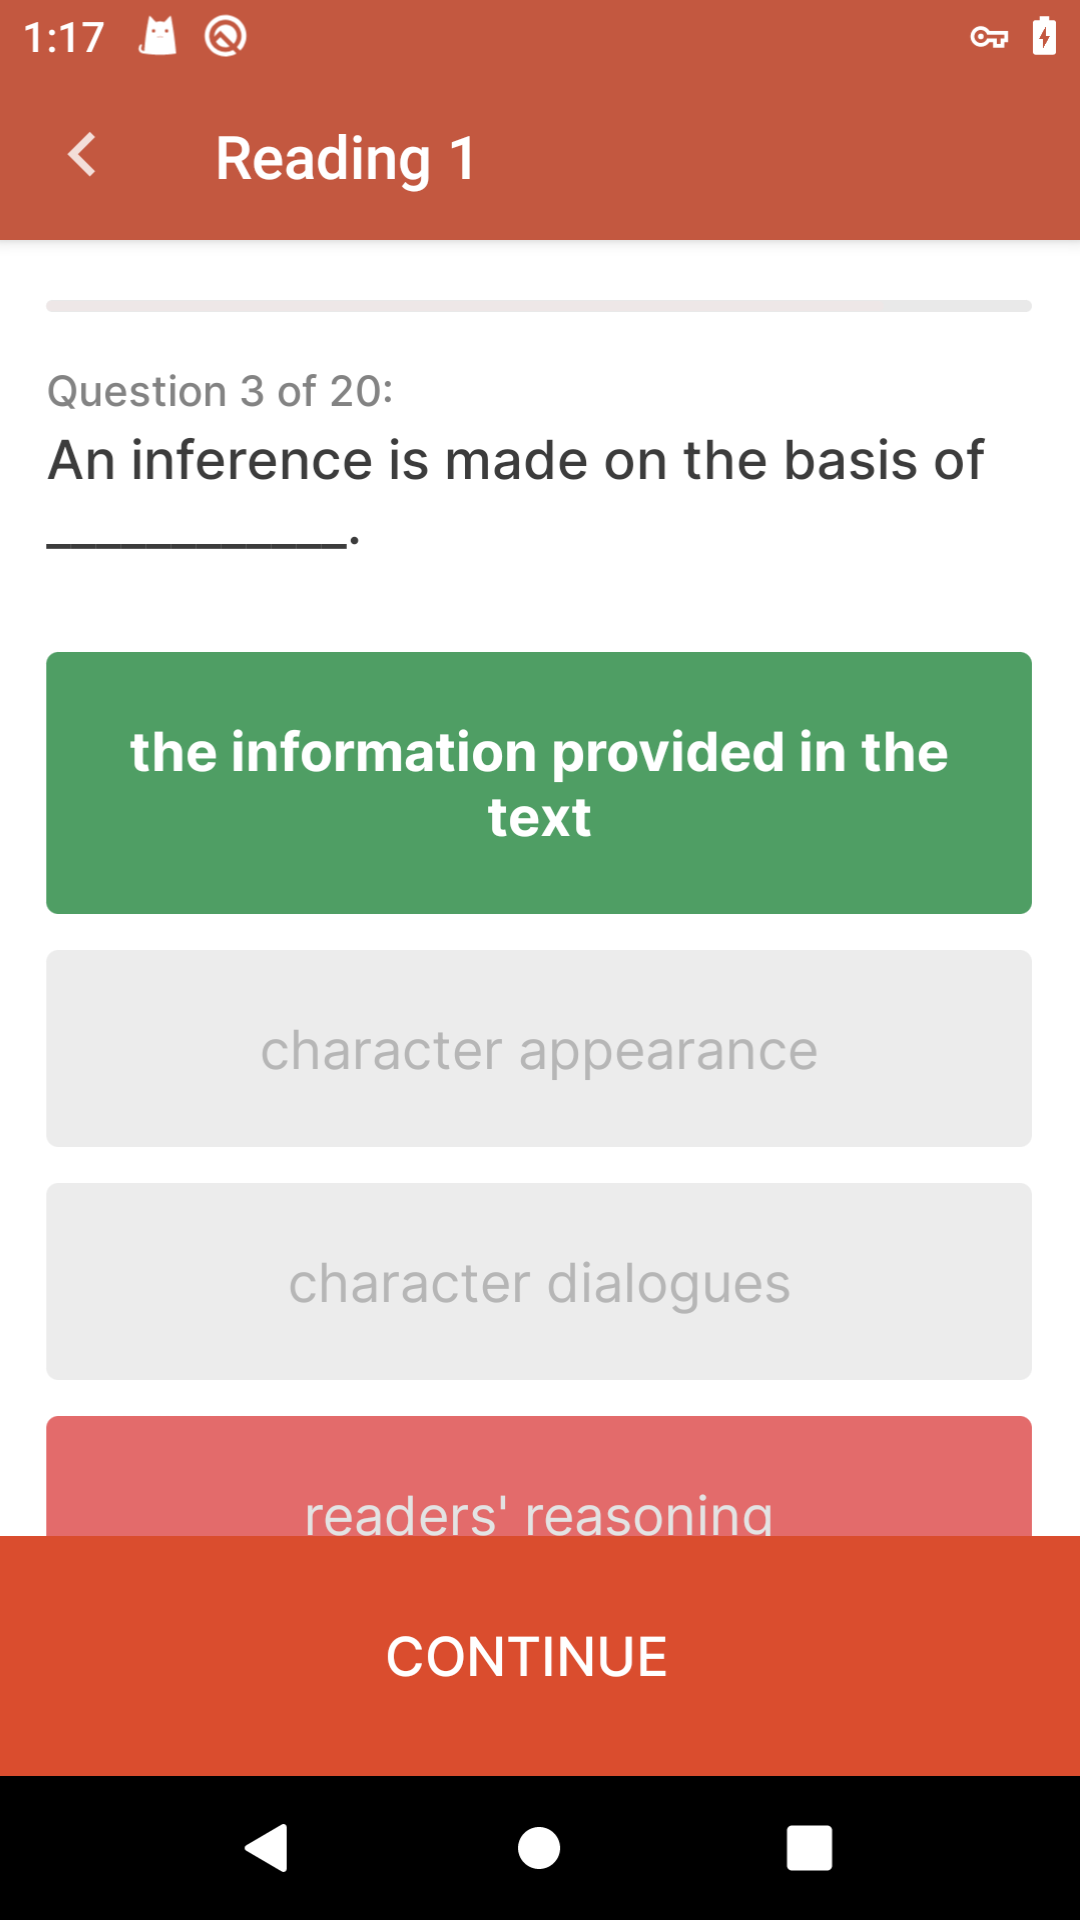 1:17
Reading 1
Question 3 of 20:
An inference is made on the basis of
____________.
the information provided in the
text
character appearance
character dialogues
readers' reasoning
CONTINUE